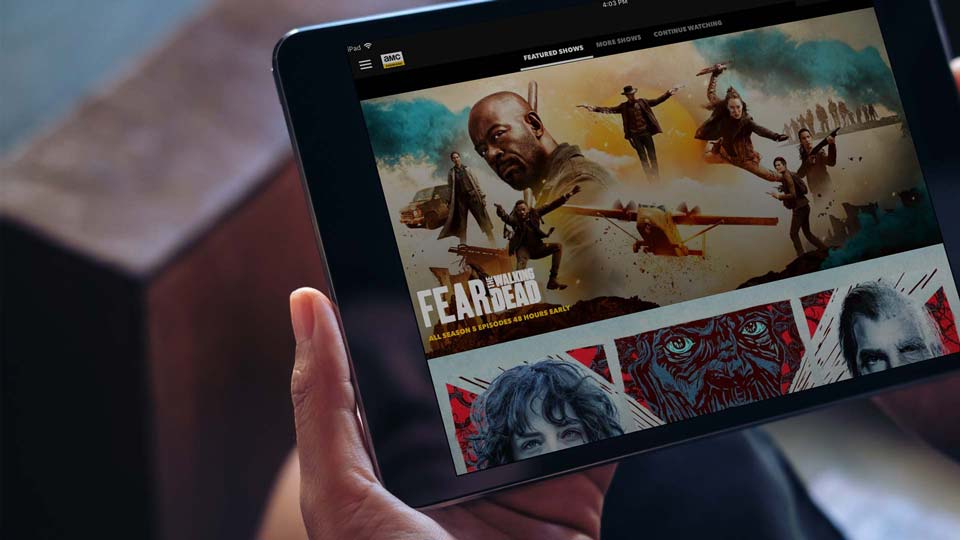 4:03 PM
iPad
amc
FEATURED SHOWS
MORE SHOWS
CONTINUE WATCHING
FEAR THE WALKING DEAD
ALL SEASON 5 EPISODES 48 HOURS EARLY